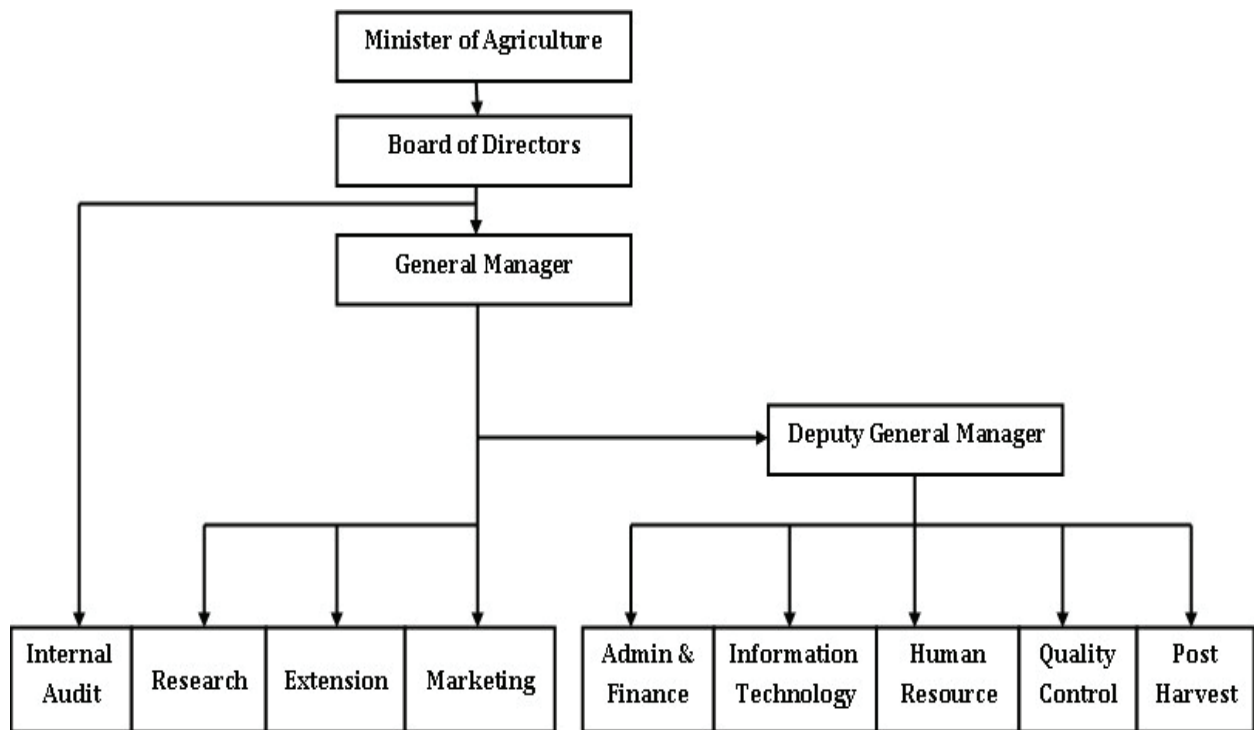 Minister of Agriculture
Board of Directors
General Manager
Deputy General Manager
Internal
Audit
Research
Extension
Marketing
Admin &
Finance
Information
Technology
Human
Resource
Quality
Control
Post
Harvest